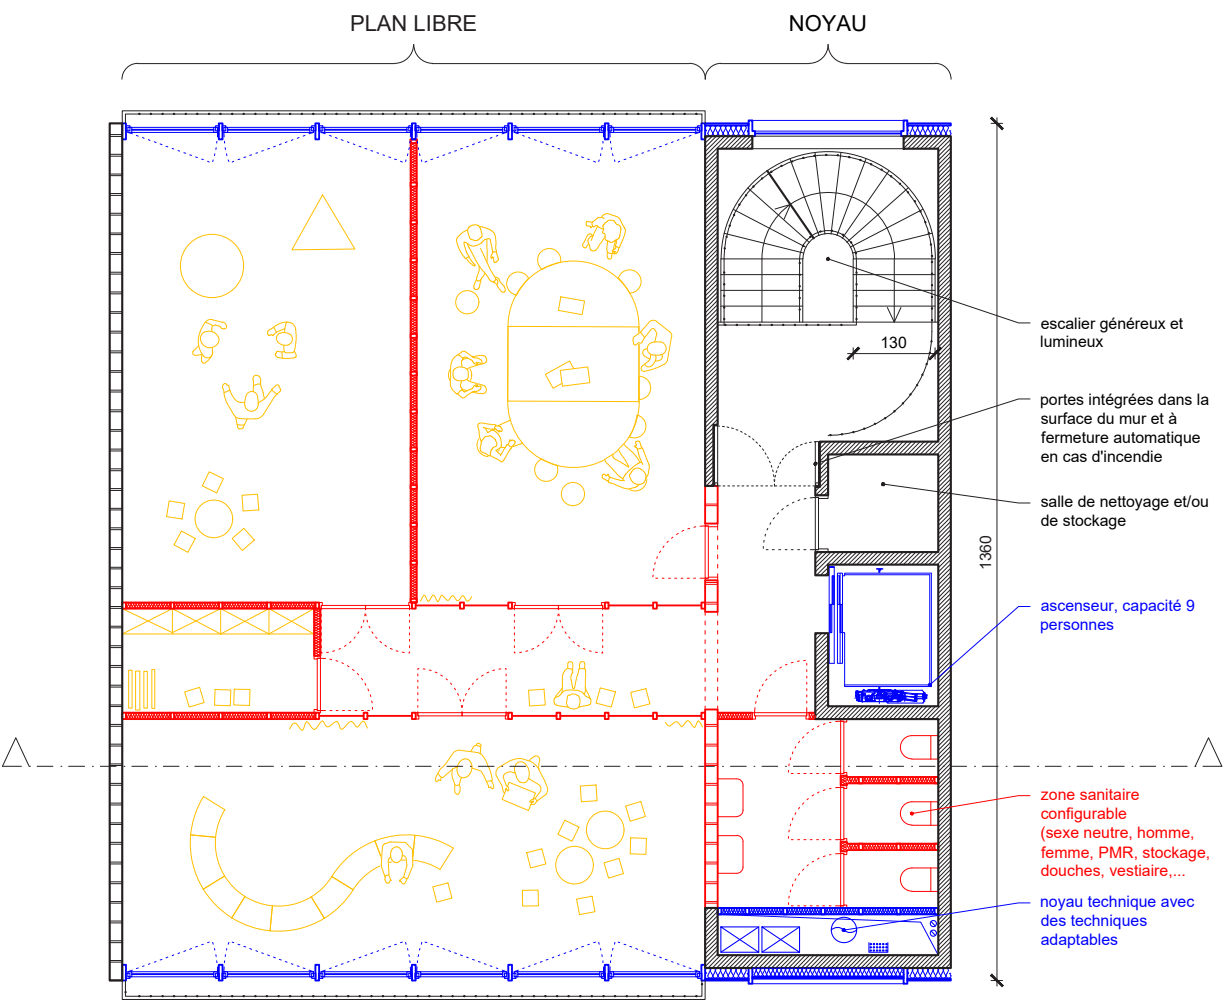 PLAN LIBRE
NOYAU
escalier généreux et
lumineux
130
portes intégrées dans la
surface du mur et à
fermeture automatique
en cas d'incendie
salle de nettoyage et/ou
de stockage
1360
ascenseur, capacité 9
personnes
zone sanitaire
configurable
(sexe neutre, homme,
femme, PMR, stockage,
douches, vestiaire,...
noyau technique avec
des techniques
adaptables